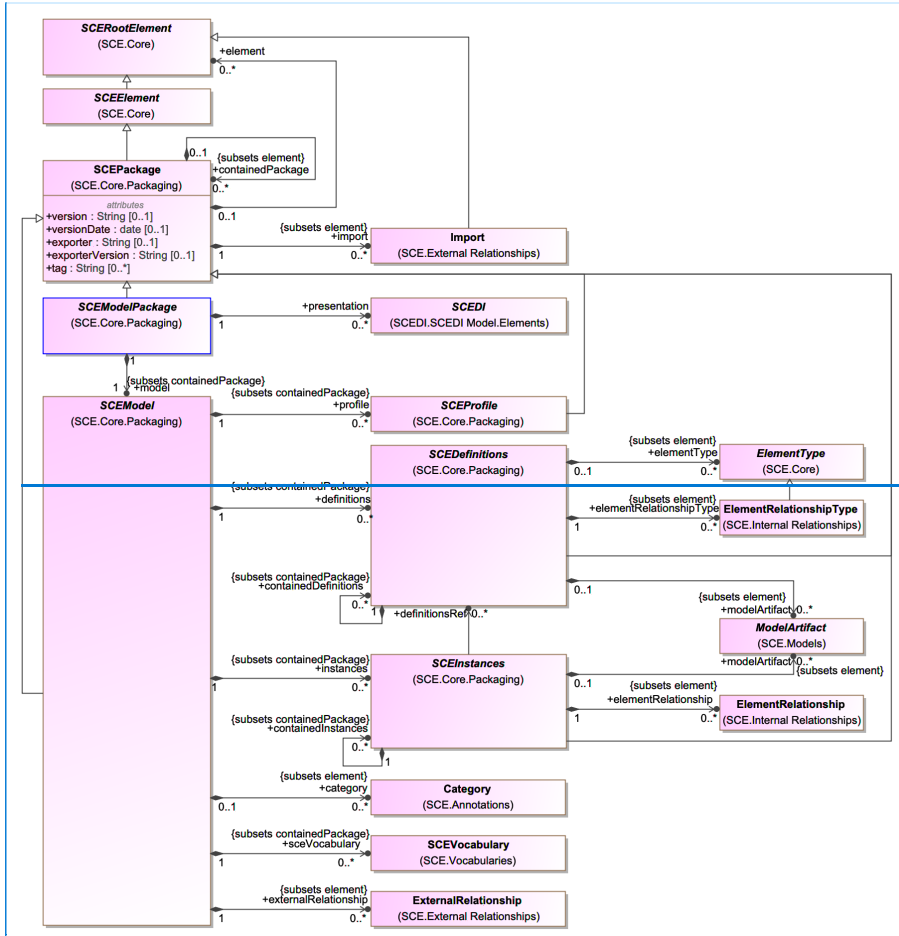 SCERootElement
(SCE.Core)
+element
0..*
SCEElement
(SCE.Core)
0..1
{subsets element}
+containedPackage
0..*
SCEPackage
(SCE.Core.Packaging)
attributes
+version : String [0..1]
+versionDate : date [0..1]
+exporter : String [0..1]
+exporterVersion : String [0..1]
+tag : String [0..*]
0..1
{subsets element}
+import
1
0..*
Import
(SCE.External Relationships)
SCEModelPackage
(SCE.Core.Packaging)
+presentation
1
0..*
SCEDI
(SCEDI.SCEDI Model.Elements)
1
{subsets containedPackage}
1
+model
SCEModel
(SCE.Core.Packaging)
{subsets containedPackage}
+profile
1
0..*
SCEProfile
(SCE.Core.Packaging)
SCEDefinitions
(SCE.Core.Packaging)
{subsets element}
+elementType
0..1
0..*
ElementType
(SCE.Core)
{subsets containedPackage}
+definitions
1
0..*
{subsets element}
+elementRelationshipType
1
0..*
ElementRelationshipType
(SCE.Internal Relationships)
{subsets containedPackage}
+containedDefinitions
0..*
1
+definitionsRef
0..*
0..1
{subsets element}
+modelArtifact
0..*
ModelArtifact
(SCE.Models)
+modelArtifact
0..*
{subsets element}
0..1
{subsets containedPackage}
+instances
1
0..*
SCEInstances
(SCE.Core.Packaging)
{subsets element}
+elementRelationship
1
0..*
ElementRelationship
(SCE.Internal Relationships)
{subsets containedPackage}
+containedInstances
0..*
1
{subsets element}
+category
0..1
0..*
Category
(SCE.Annotations)
{subsets containedPackage}
+sceVocabulary
1
0..*
SCEVocabulary
(SCE.Vocabularies)
{subsets element}
+externalRelationship
1
0..*
ExternalRelationship
(SCE.External Relationships)